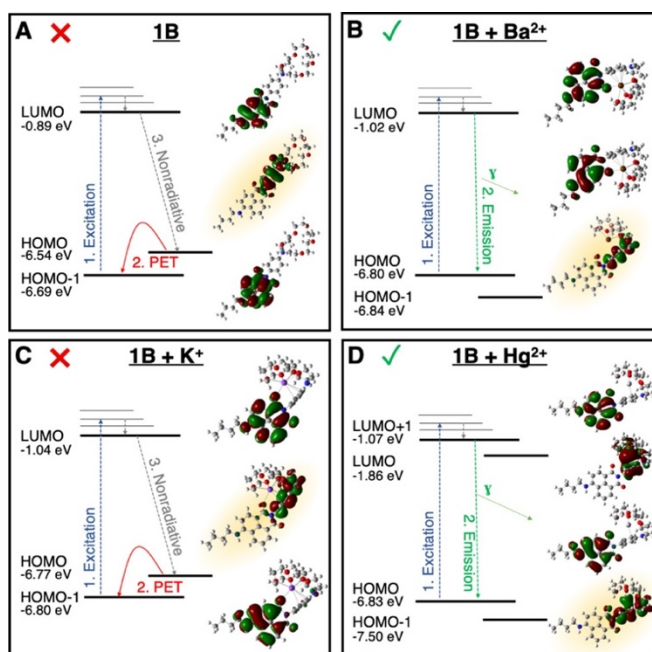 A ✕ 1B
LUMO
-0.89 eV
HOMO
-6.54 eV
HOMO-1
-6.69 eV
1. Excitation
2. PET
3. Nonradiative
B ✓ 1B + Ba²⁺
LUMO
-1.02 eV
HOMO
-6.80 eV
HOMO-1
-6.84 eV
1. Excitation
2. Emission
γ
C ✕ 1B + K⁺
LUMO
-1.04 eV
HOMO
-6.77 eV
HOMO-1
-6.80 eV
1. Excitation
2. PET
3. Nonradiative
D ✓ 1B + Hg²⁺
LUMO+1
-1.07 eV
LUMO
-1.86 eV
HOMO
-6.83 eV
HOMO-1
-7.50 eV
1. Excitation
2. Emission
γ